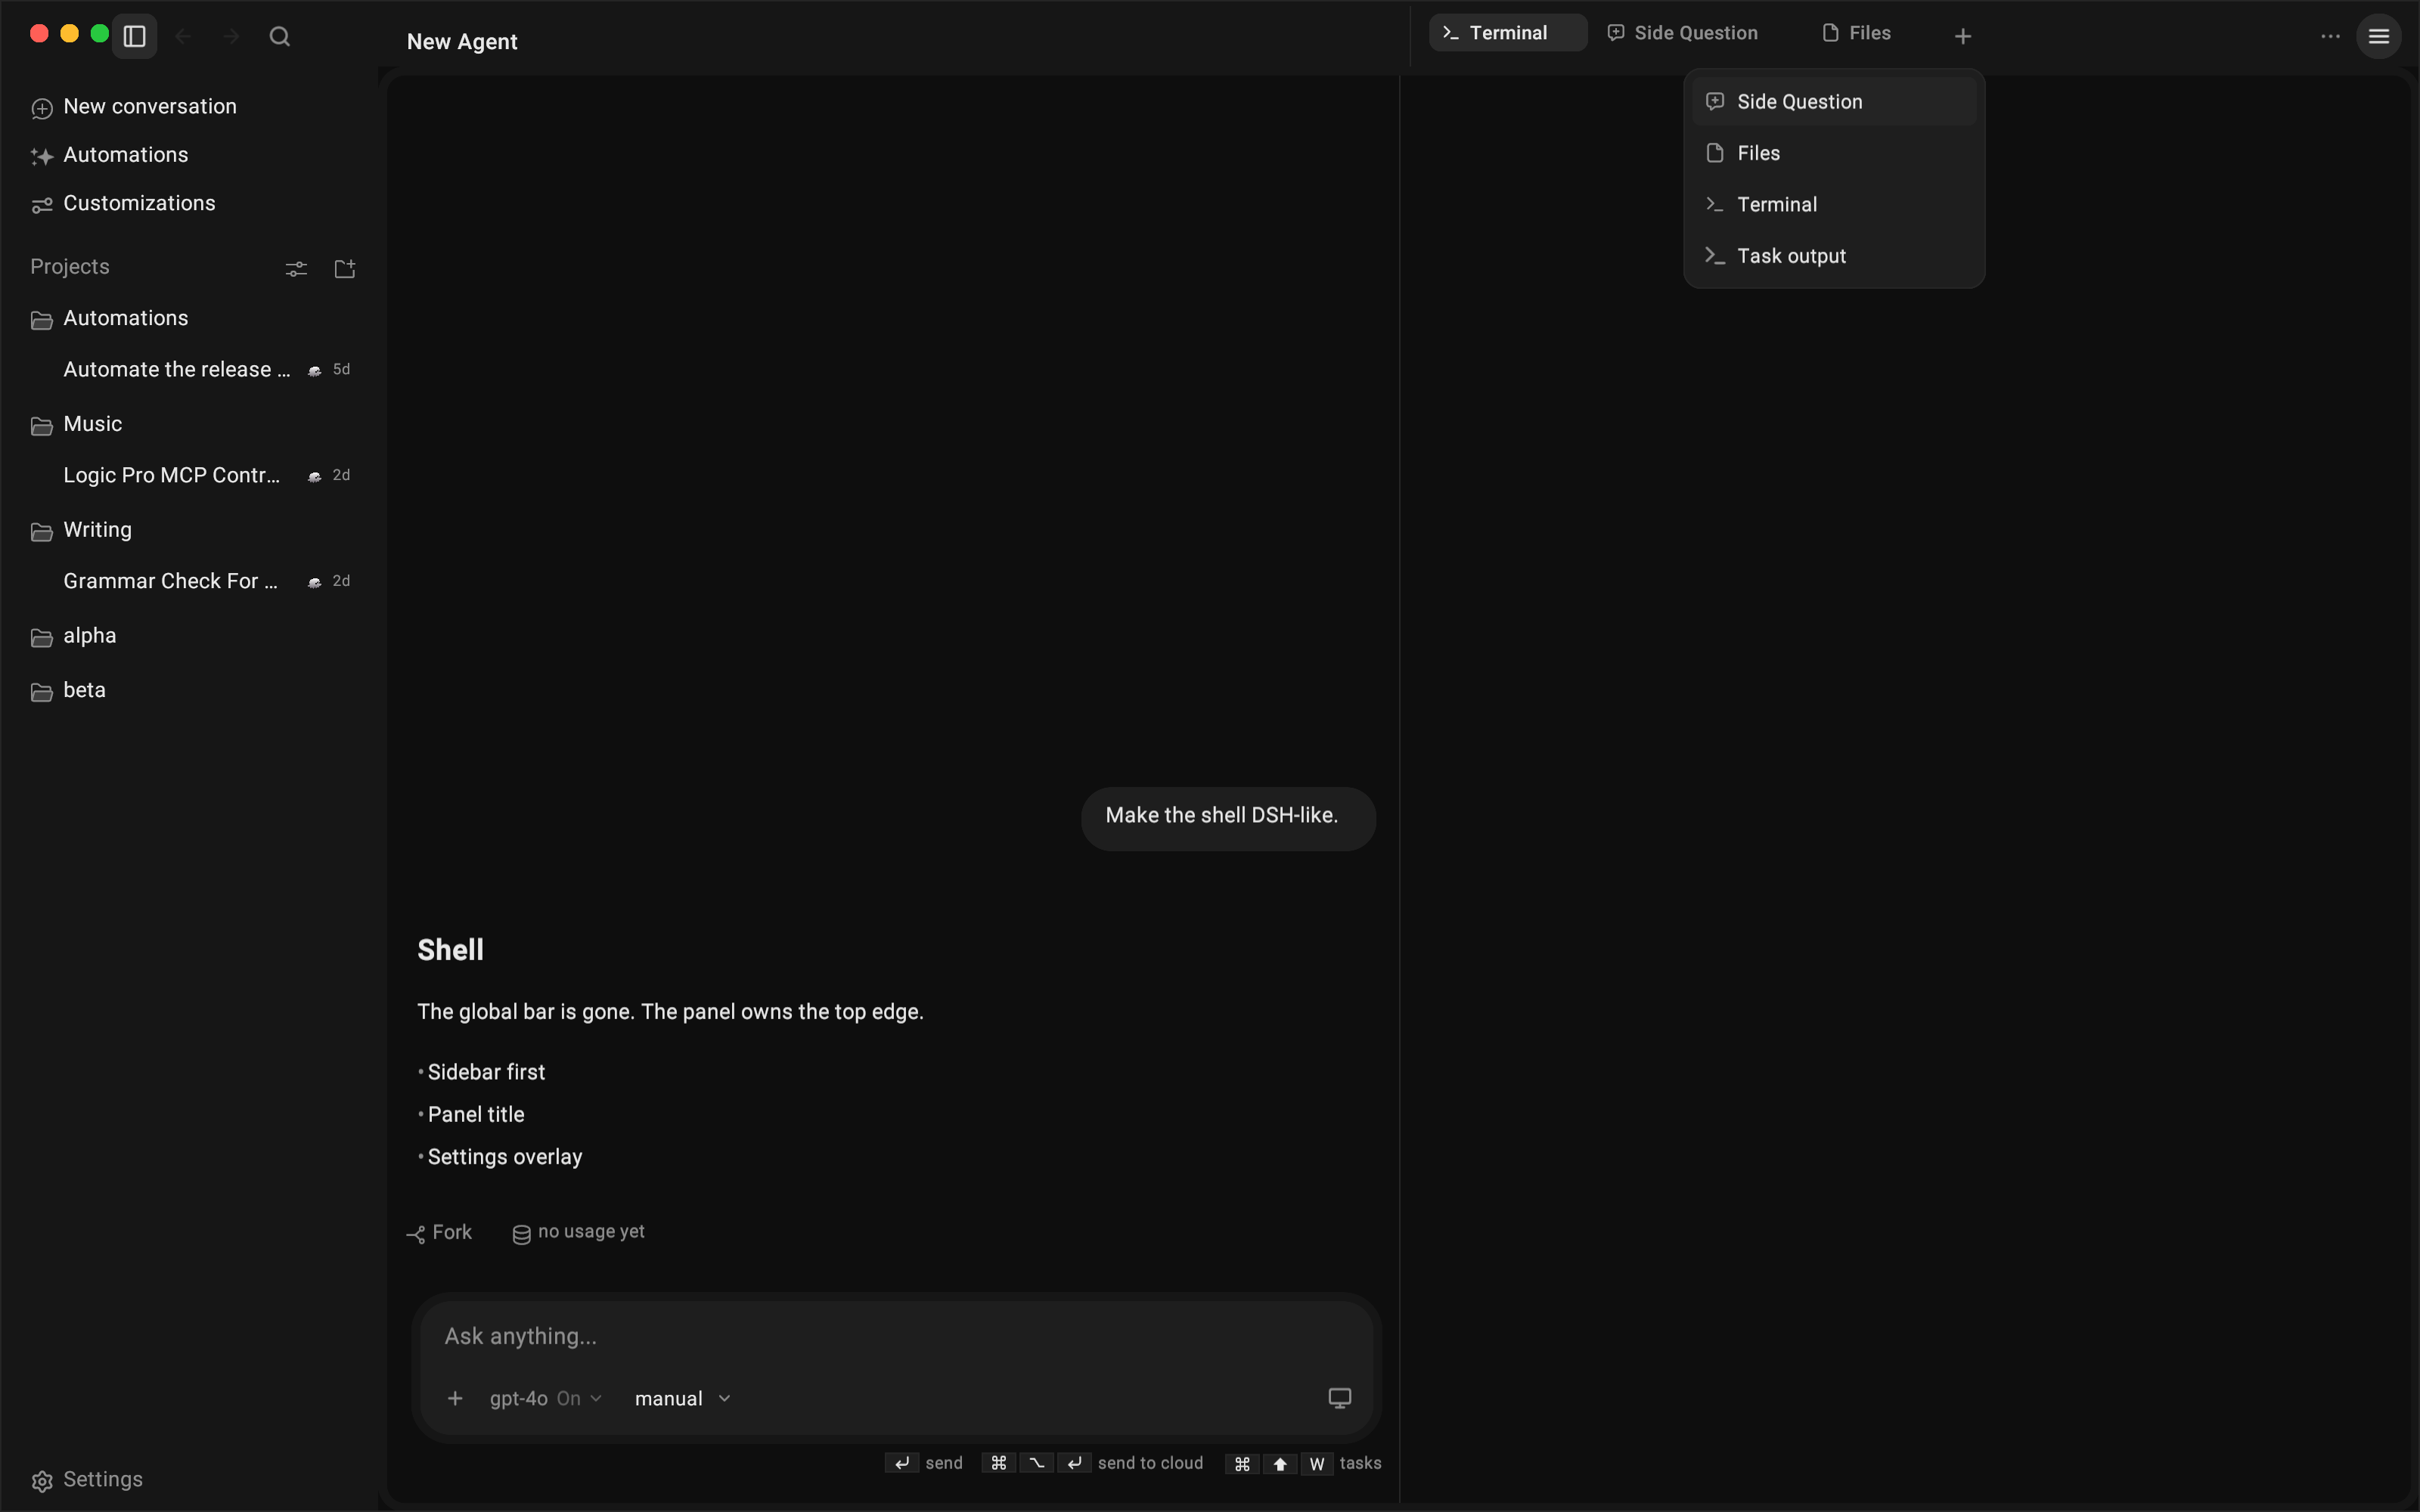 New Agent
Terminal
Side Question
Files
New conversation
Automations
Customizations
Projects
Automations
Automate the release ... 5d
Music
Logic Pro MCP Contr... 2d
Writing
Grammar Check For ... 2d
alpha
beta
Settings
Side Question
Files
Terminal
Task output
Make the shell DSH-like.
Shell
The global bar is gone. The panel owns the top edge.
• Sidebar first
• Panel title
• Settings overlay
Fork no usage yet
Ask anything...
gpt-4o On manual
↵ send ⌘ ⌥ ↵ send to cloud ⌘ ⬆ W tasks